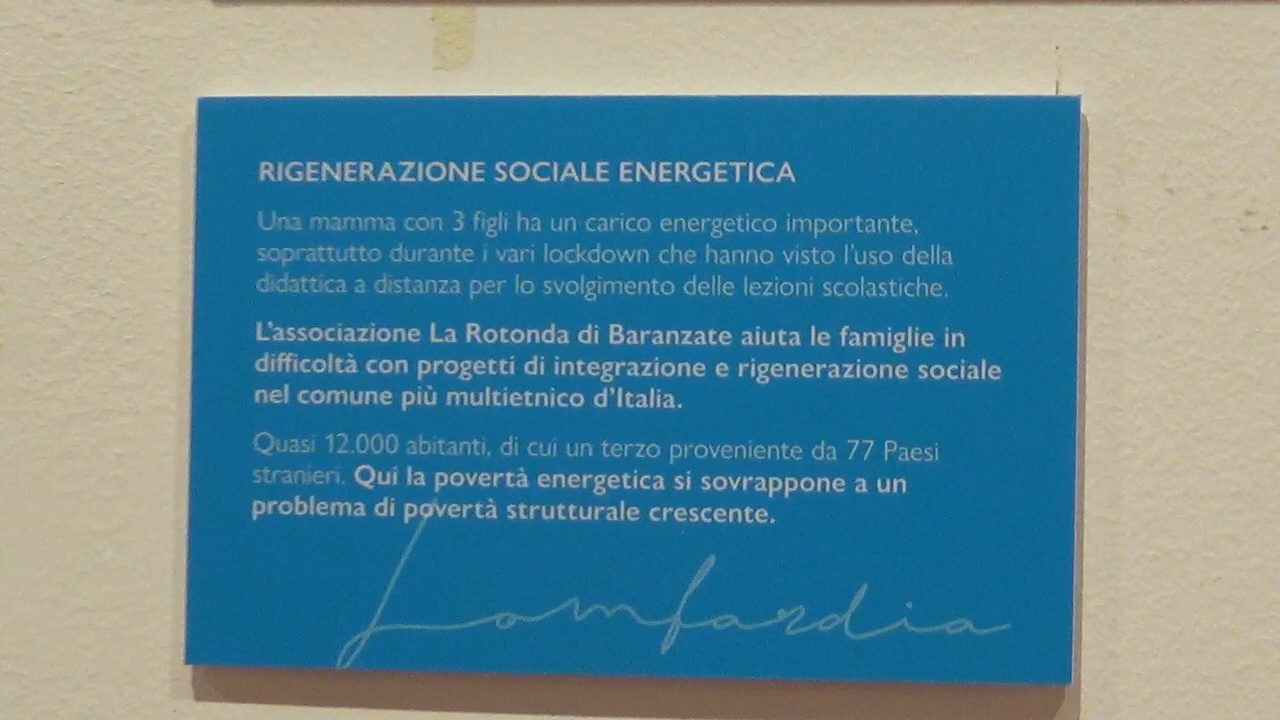 RIGENERAZIONE SOCIALE ENERGETICA
Una mamma con 3 figli ha un carico energetico importante,
soprattutto durante i vari lockdown che hanno visto l'uso della
didattica a distanza per lo svolgimento delle lezioni scolastiche.
L'associazione La Rotonda di Baranzate aiuta le famiglie in
difficoltà con progetti di integrazione e rigenerazione sociale
nel comune più multietnico d'Italia.
Quasi 12.000 abitanti, di cui un terzo proveniente da 77 Paesi
stranieri. Qui la povertà energetica si sovrappone a un
problema di povertà strutturale crescente.
Lombardia